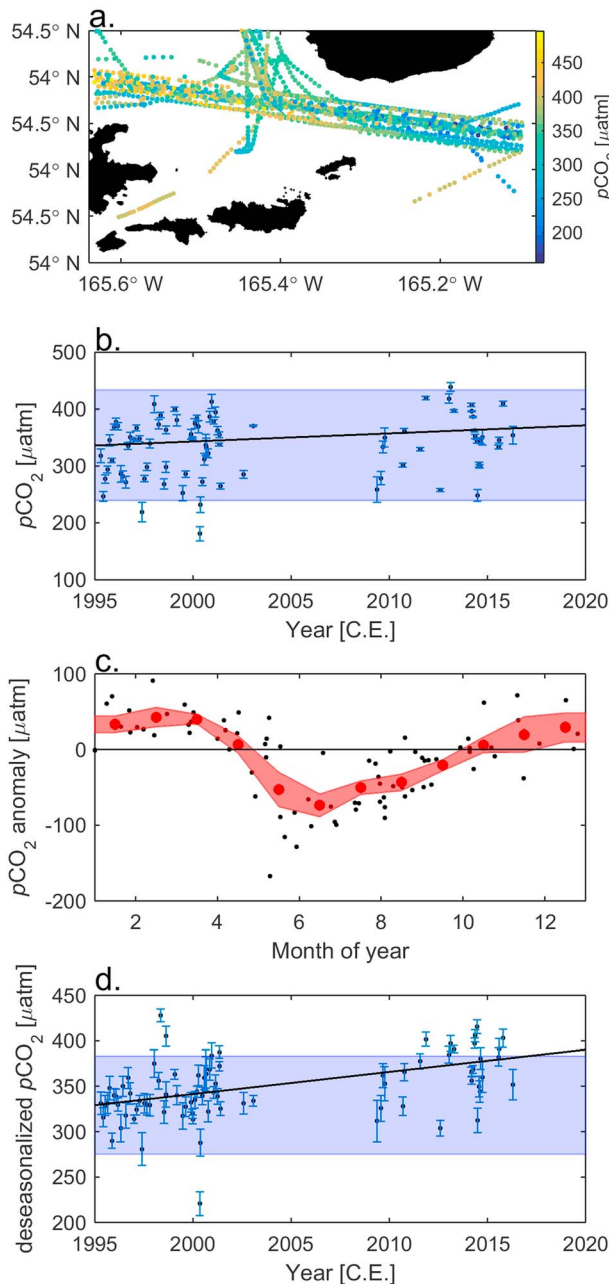 a.
54.5° N
54° N
54.5° N
54° N
54.5° N
54° N
165.6° W
165.4° W
165.2° W
450
400
350
300
250
200
pCO₂ [µatm]
b.
500
400
300
200
100
pCO₂ [µatm]
1995
2000
2005
2010
2015
2020
Year [C.E.]
c.
100
0
-100
-200
pCO₂ anomaly [µatm]
2
4
6
8
10
12
Month of year
d.
450
400
350
300
250
200
deseasonalized pCO₂ [µatm]
1995
2000
2005
2010
2015
2020
Year [C.E.]